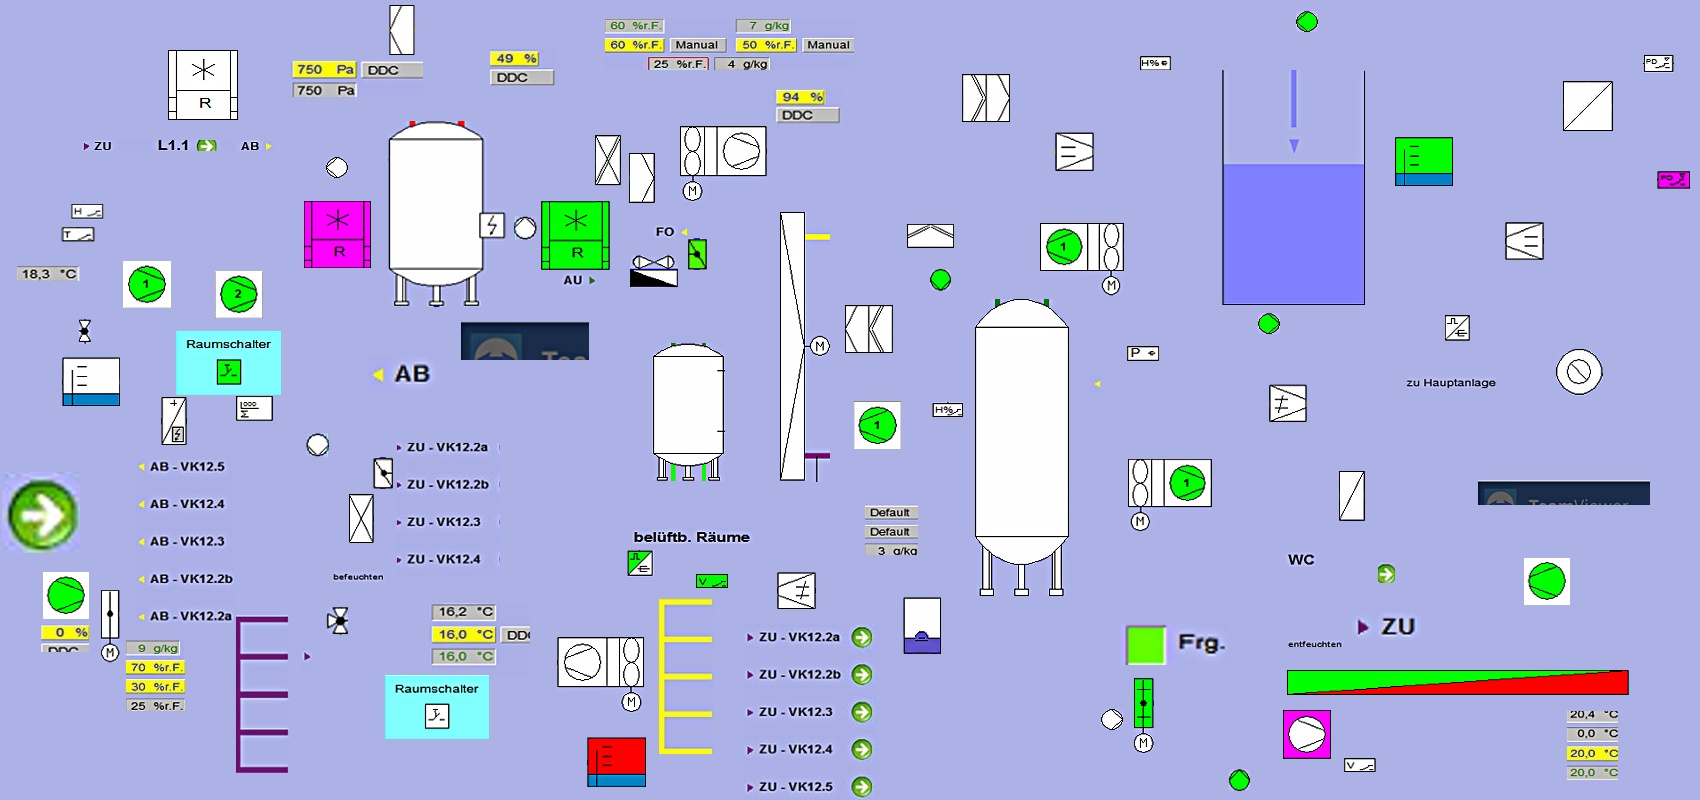 60 %r.F.
7 g/kg
60 %r.F. Manual
50 %r.F. Manual
25 %r.F.
4 g/kg
49 %
DDC
750 Pa DDC
750 Pa
H%
PD
R
94 %
DDC
ZU
L1.1
AB
M
PD
H
T
R
R
FO
AU
1
M
18,3 °C
1
2
Raumschalter
M
P
AB
zu Hauptanlage
1000
Σ
H%
1
AB - VK12.5
AB - VK12.4
AB - VK12.3
AB - VK12.2b
AB - VK12.2a
ZU - VK12.2a
ZU - VK12.2b
ZU - VK12.3
ZU - VK12.4
1
M
TeamViewer
Default
Default
3 g/kg
belüftb. Räume
befeuchten
V
WC
0 %
DDC
M
9 g/kg
70 %r.F.
30 %r.F.
25 %r.F.
16,2 °C
16,0 °C DDC
16,0 °C
Raumschalter
M
ZU - VK12.2a
ZU - VK12.2b
ZU - VK12.3
ZU - VK12.4
ZU - VK12.5
Frg.
ZU
entfeuchten
M
V
20,4 °C
0,0 °C
20,0 °C
20,0 °C